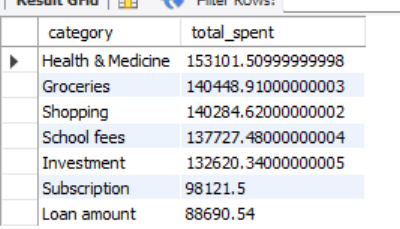 Result Grid Filter Rows:
category total_spent
Health & Medicine 153101.50999999998
Groceries 140448.91000000003
Shopping 140284.62000000002
School fees 137727.48000000004
Investment 132620.34000000005
Subscription 98121.5
Loan amount 88690.54